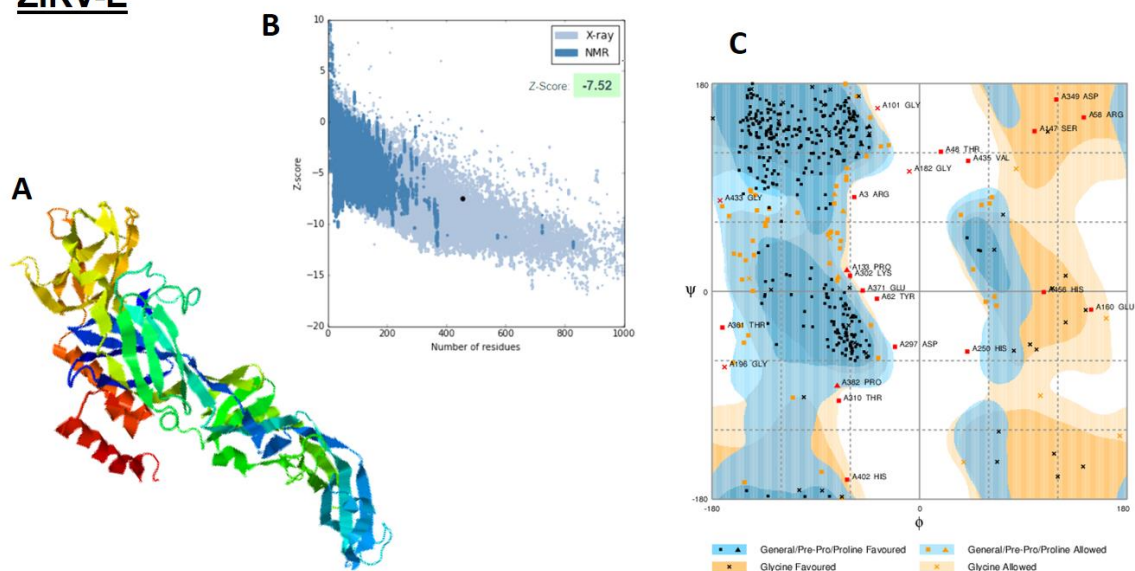 ZIKV-E
A
B
10
5
0
−5
−10
−15
−20
0
200
400
600
800
1000
Z-score
Number of residues
X-ray
NMR
Z-Score: -7.52
C
180
Ψ
0
-180
-180
0
180
ϕ
A101 GLY
A349 ASP
A58 ARG
A147 SER
A48 THR
A435 VAL
A182 GLY
A3 ARG
A433 GLY
A133 PRO
A302 LYS
A371 GLU
A62 TYR
A160 GLU
A361 THR
A297 ASP
A250 HIS
A196 GLY
A382 PRO
A310 THR
A402 HIS
General/Pre-Pro/Proline Favoured
General/Pre-Pro/Proline Allowed
Glycine Favoured
Glycine Allowed